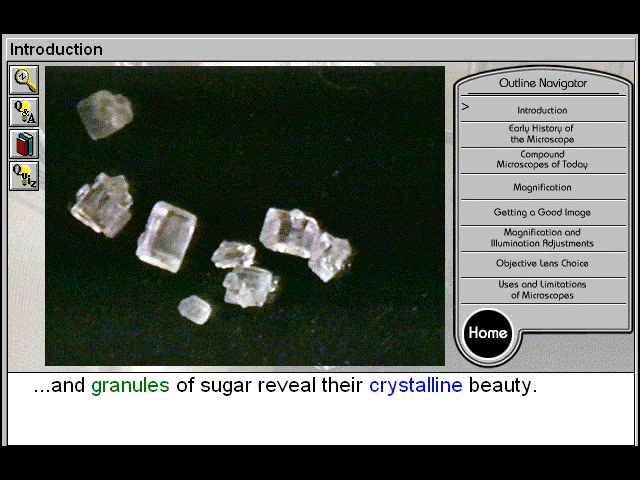 Introduction
Q&A
Quiz
Outline Navigator
>
Introduction
Early History of
the Microscope
Compound
Microscopes of Today
Magnification
Getting a Good Image
Magnification and
Illumination Adjustments
Objective Lens Choice
Uses and Limitations
of Microscopes
Home
...and granules of sugar reveal their crystalline beauty.